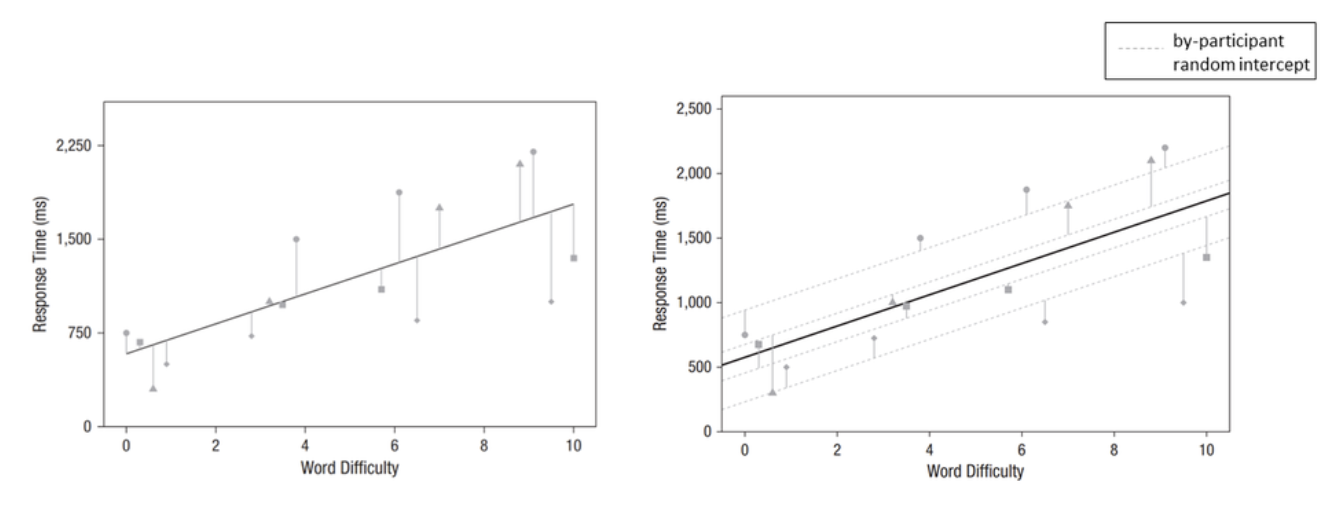 by-participant
random intercept
2,250
1,500
750
0
Response Time (ms)
0 2 4 6 8 10
Word Difficulty
2,500
2,000
1,500
1,000
500
0
Response Time (ms)
0 2 4 6 8 10
Word Difficulty